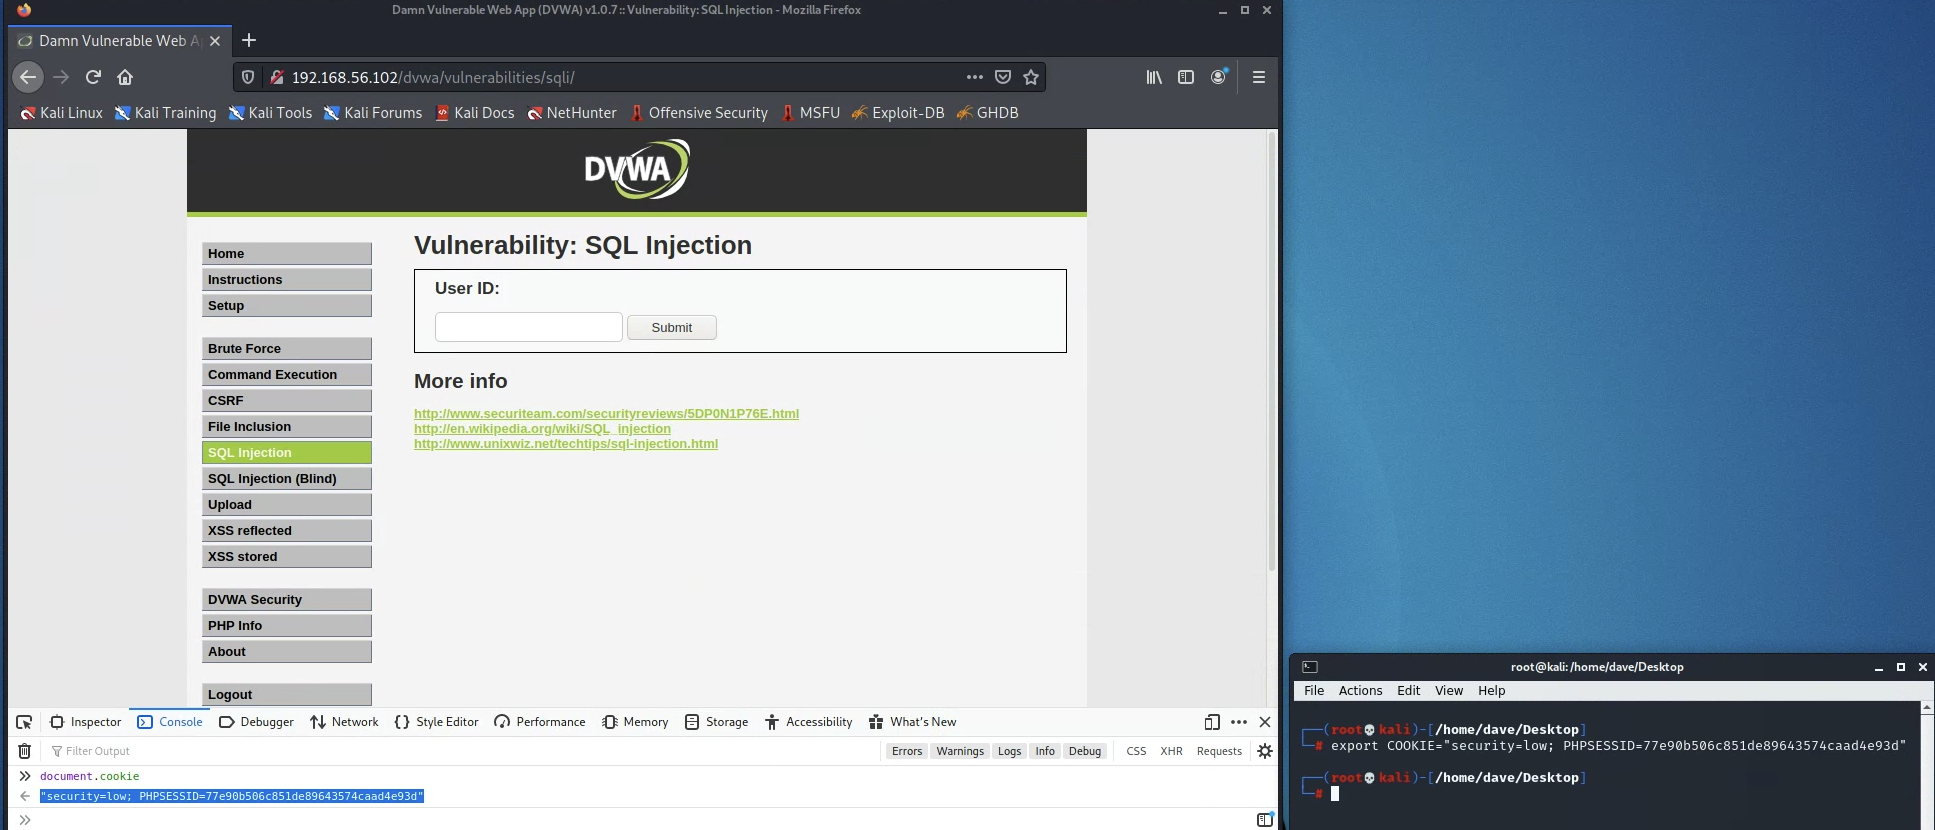 Damn Vulnerable Web App (DVWA) v1.0.7 :: Vulnerability: SQL Injection - Mozilla Firefox
Damn Vulnerable Web Ap
192.168.56.102/dvwa/vulnerabilities/sqli/
Kali Linux Kali Training Kali Tools Kali Forums Kali Docs NetHunter Offensive Security MSFU Exploit-DB GHDB
DVWA
Home
Instructions
Setup
Brute Force
Command Execution
CSRF
File Inclusion
SQL Injection
SQL Injection (Blind)
Upload
XSS reflected
XSS stored
DVWA Security
PHP Info
About
Logout
Vulnerability: SQL Injection
User ID:
Submit
More info
http://www.securiteam.com/securityreviews/5DP0N1P76E.html
http://en.wikipedia.org/wiki/SQL_injection
http://www.unixwiz.net/techtips/sql-injection.html
Inspector Console Debugger Network Style Editor Performance Memory Storage Accessibility What's New
Filter Output Errors Warnings Logs Info Debug CSS XHR Requests
document.cookie
"security=low; PHPSESSID=77e90b506c851de89643574caad4e93d"
root@kali: /home/dave/Desktop
File Actions Edit View Help
┌──(root💀kali)-[/home/dave/Desktop]
└─# export COOKIE="security=low; PHPSESSID=77e90b506c851de89643574caad4e93d"
┌──(root💀kali)-[/home/dave/Desktop]
└─#